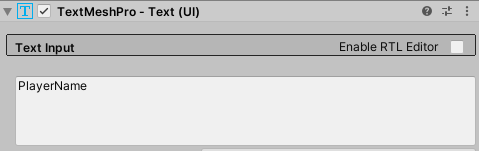 TextMeshPro - Text (UI)
Text Input Enable RTL Editor
PlayerName